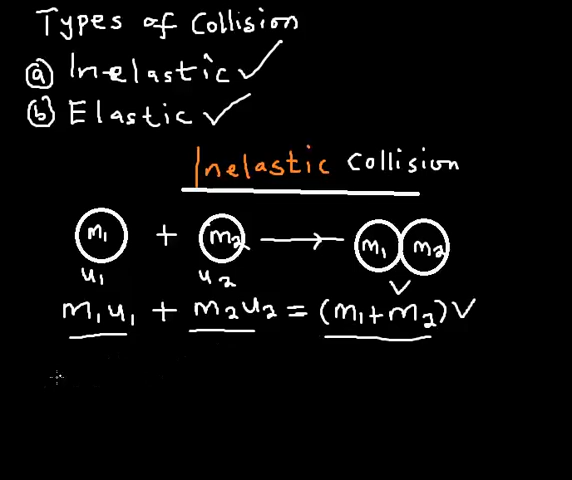 Types of Collision
ⓐ Inelastic ✓
ⓑ Elastic ✓
Inelastic Collision
m₁ + m₂ ⟶ m₁ m₂
u₁ u₂ v
m₁u₁ + m₂u₂ = (m₁+m₂)v